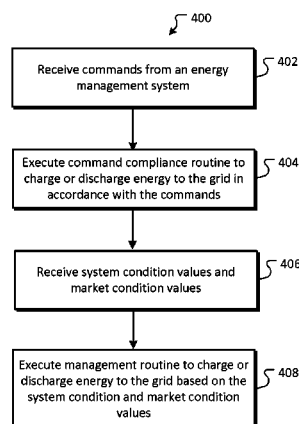 400
Receive commands from an energy
management system
402
Execute command compliance routine to
charge or discharge energy to the grid in
accordance with the commands
404
Receive system condition values and
market condition values
406
Execute management routine to charge or
discharge energy to the grid based on the
system condition and market condition
values
408